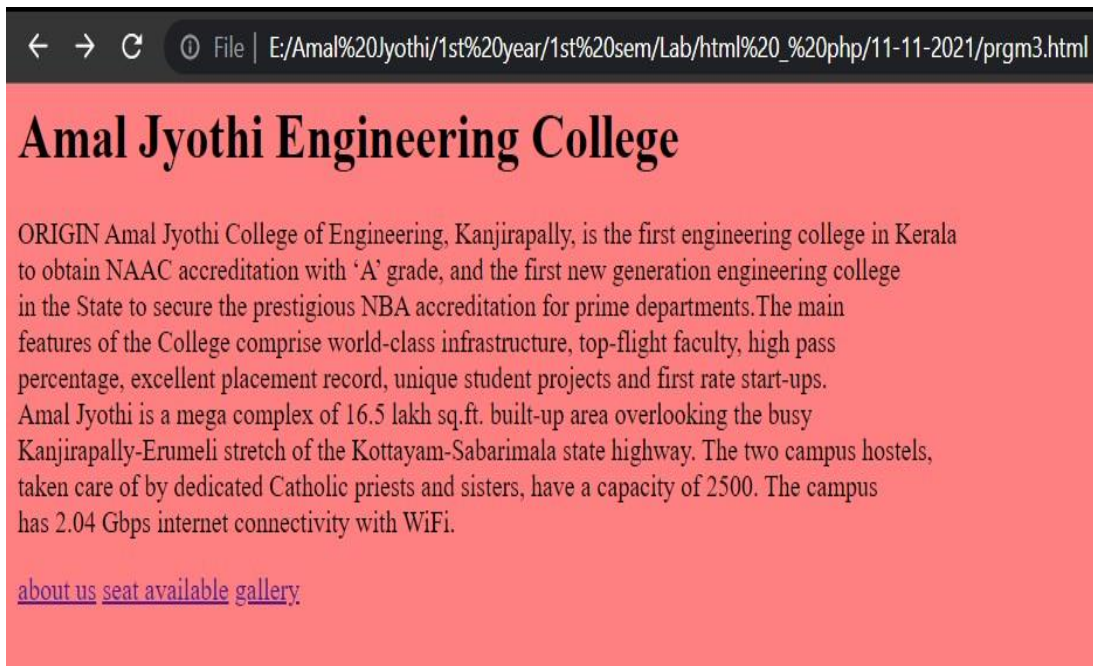 File | E:/Amal%20Jyothi/1st%20year/1st%20sem/Lab/html%20_%20php/11-11-2021/prgm3.html
Amal Jyothi Engineering College
ORIGIN Amal Jyothi College of Engineering, Kanjirapally, is the first engineering college in Kerala
to obtain NAAC accreditation with ‘A’ grade, and the first new generation engineering college
in the State to secure the prestigious NBA accreditation for prime departments.The main
features of the College comprise world-class infrastructure, top-flight faculty, high pass
percentage, excellent placement record, unique student projects and first rate start-ups.
Amal Jyothi is a mega complex of 16.5 lakh sq.ft. built-up area overlooking the busy
Kanjirapally-Erumeli stretch of the Kottayam-Sabarimala state highway. The two campus hostels,
taken care of by dedicated Catholic priests and sisters, have a capacity of 2500. The campus
has 2.04 Gbps internet connectivity with WiFi.
about us seat available gallery